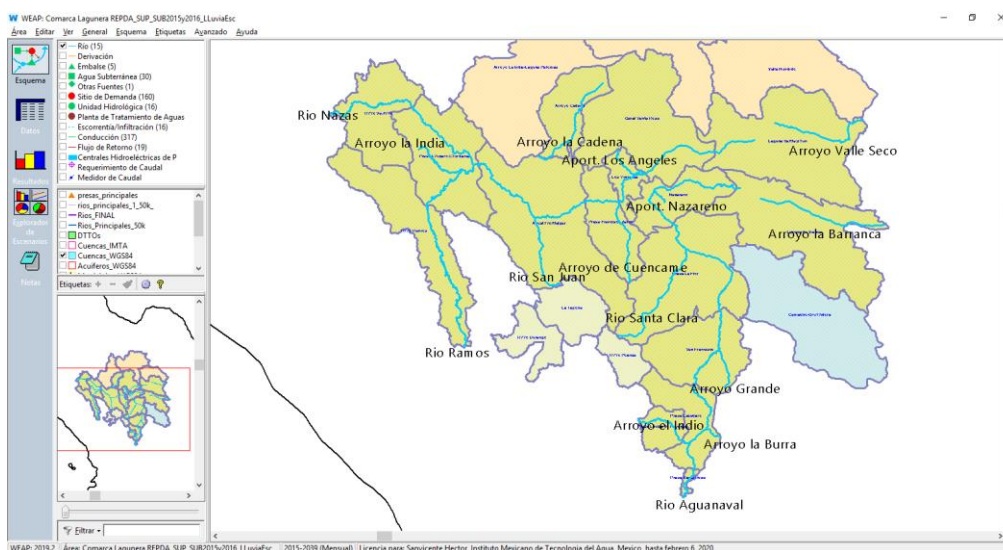 WEAP: Comarca Lagunera REPDA_SUP_SUB2015y2016_LLuviaEsc
Área Editar Ver General Esquema Etiquetas Avanzado Ayuda
Esquema
Datos
Resultados
Explorador de Escenarios
Notas
Río (15)
Derivación
Embalse (5)
Agua Subterránea (30)
Otras Fuentes (1)
Sitio de Demanda (160)
Unidad Hidrológica (16)
Planta de Tratamiento de Aguas
Escorrentía/Infiltración (16)
Conducción (317)
Flujo de Retorno (19)
Centrales Hidroeléctricas de P
Requerimiento de Caudal
Medidor de Caudal
presas_principales
rios_principales_1_50k_
Rios_FINAL
Rios_Principales_50k
DTTOs
Cuencas_IMTA
Cuencas_WGS84
Acuiferos_WGS84
Etiquetas:
Filtrar
Rio Nazas
Arroyo la India
Arroyo la Cadena
Aport. Los Angeles
Arroyo Valle Seco
Aport. Nazareno
Arroyo la Barranca
Arroyo de Cuencame
Rio San Juan
Rio Santa Clara
Rio Ramos
Arroyo Grande
Arroyo el Indio
Arroyo la Burra
Rio Aguanaval
WEAP: 2019.2 Área: Comarca Lagunera REPDA_SUP_SUB2015y2016_LLuviaEsc 2015-2039 (Mensual) Licencia para: Sanvicente Hector, Instituto Mexicano de Tecnologia del Agua, Mexico, hasta febrero 6, 2020